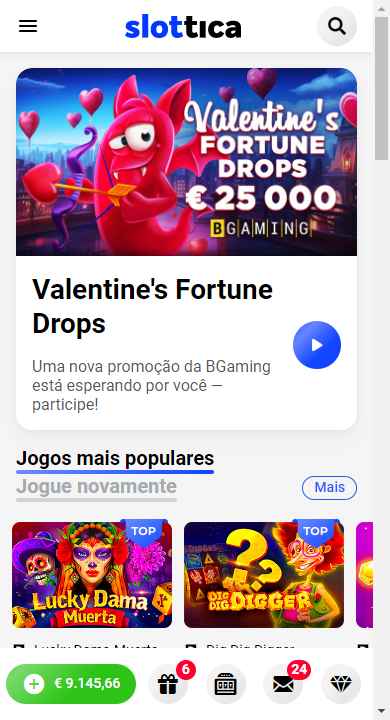 slottica
Valentine's
FORTUNE
DROPS
€ 25 000
BGAMING
Valentine's Fortune
Drops
Uma nova promoção da BGaming
está esperando por você —
participe!
Jogos mais populares
Jogue novamente
Mais
TOP
TOP
LUCKY DAMA
MUERTA
DIG DIG
DIGGER
Lucky Dama Muerta
Dig Dig Digger
€ 9.145,66
6
24